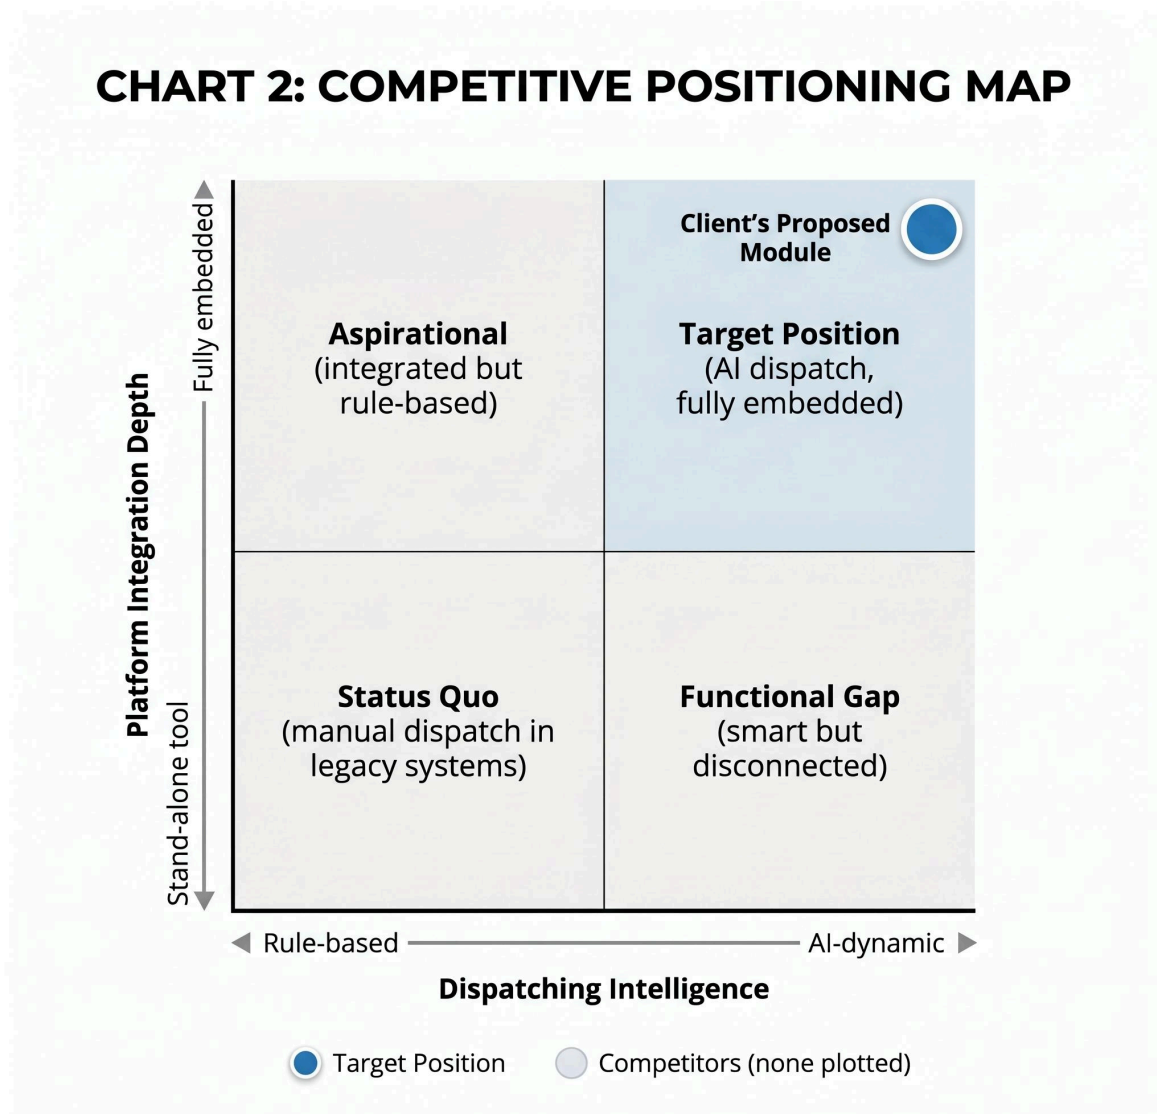 CHART 2: COMPETITIVE POSITIONING MAP
Platform Integration Depth
Fully embedded
Stand-alone tool
Client’s Proposed
Module
Aspirational
(integrated but
rule-based)
Target Position
(AI dispatch,
fully embedded)
Status Quo
(manual dispatch in
legacy systems)
Functional Gap
(smart but
disconnected)
Rule-based
AI-dynamic
Dispatching Intelligence
Target Position
Competitors (none plotted)